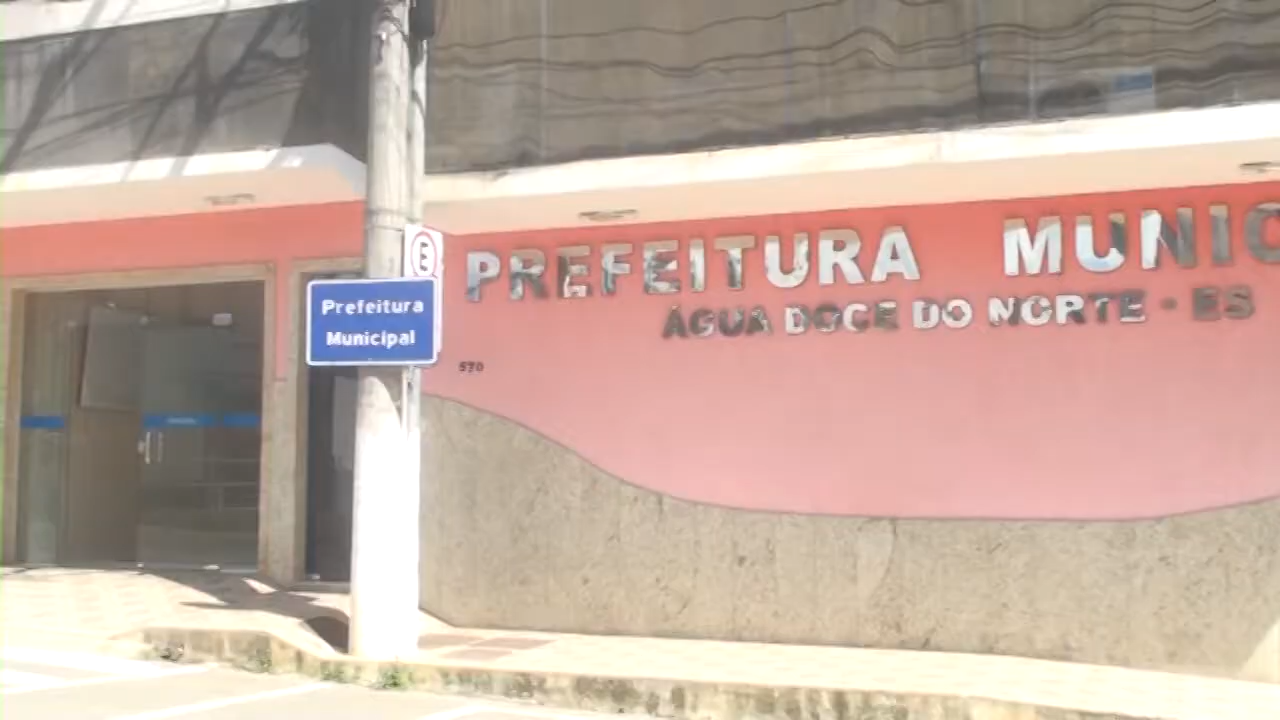 E
Prefeitura
Municipal
PREFEITURA MUNIC
ÁGUA DOCE DO NORTE - ES
570